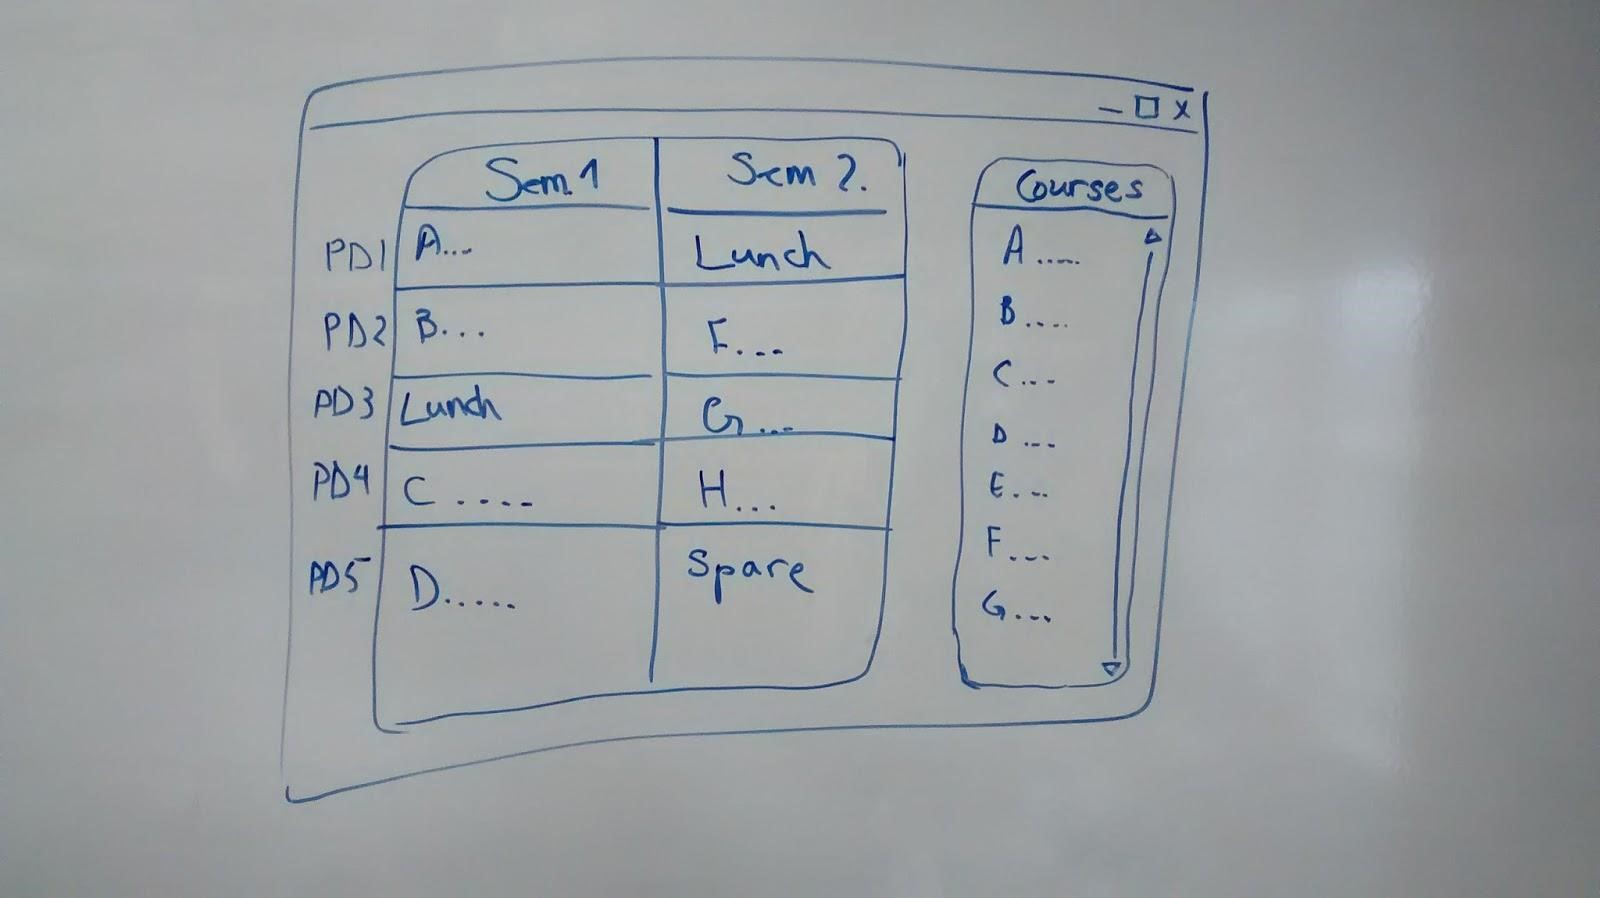 Sem.1 Sem 2.
PD1 A... Lunch
PD2 B... F...
PD3 Lunch G...
PD4 C .... H...
PD5 D..... Spare
Courses
A .....
B ....
C ...
D ...
E...
F...
G...